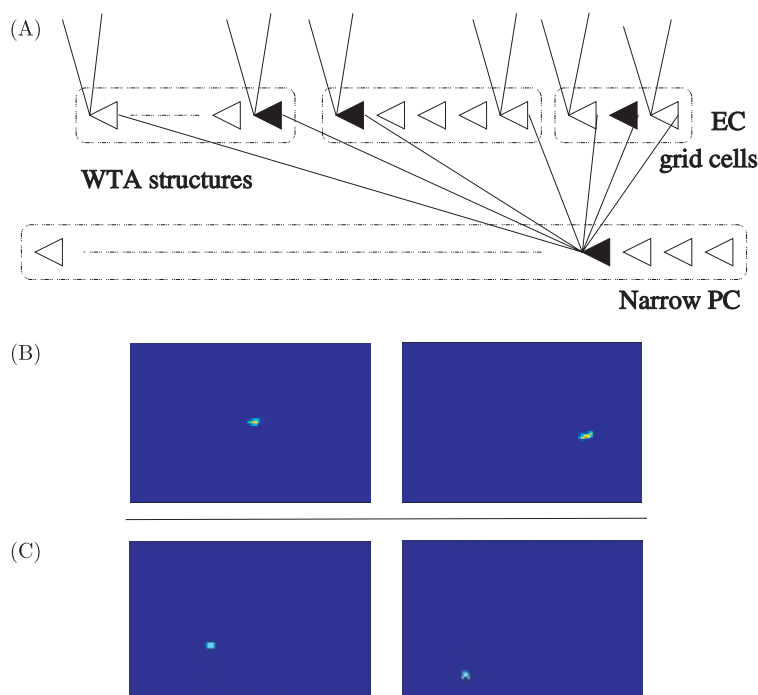 (A)
EC
grid cells
WTA structures
Narrow PC
(B)
(C)